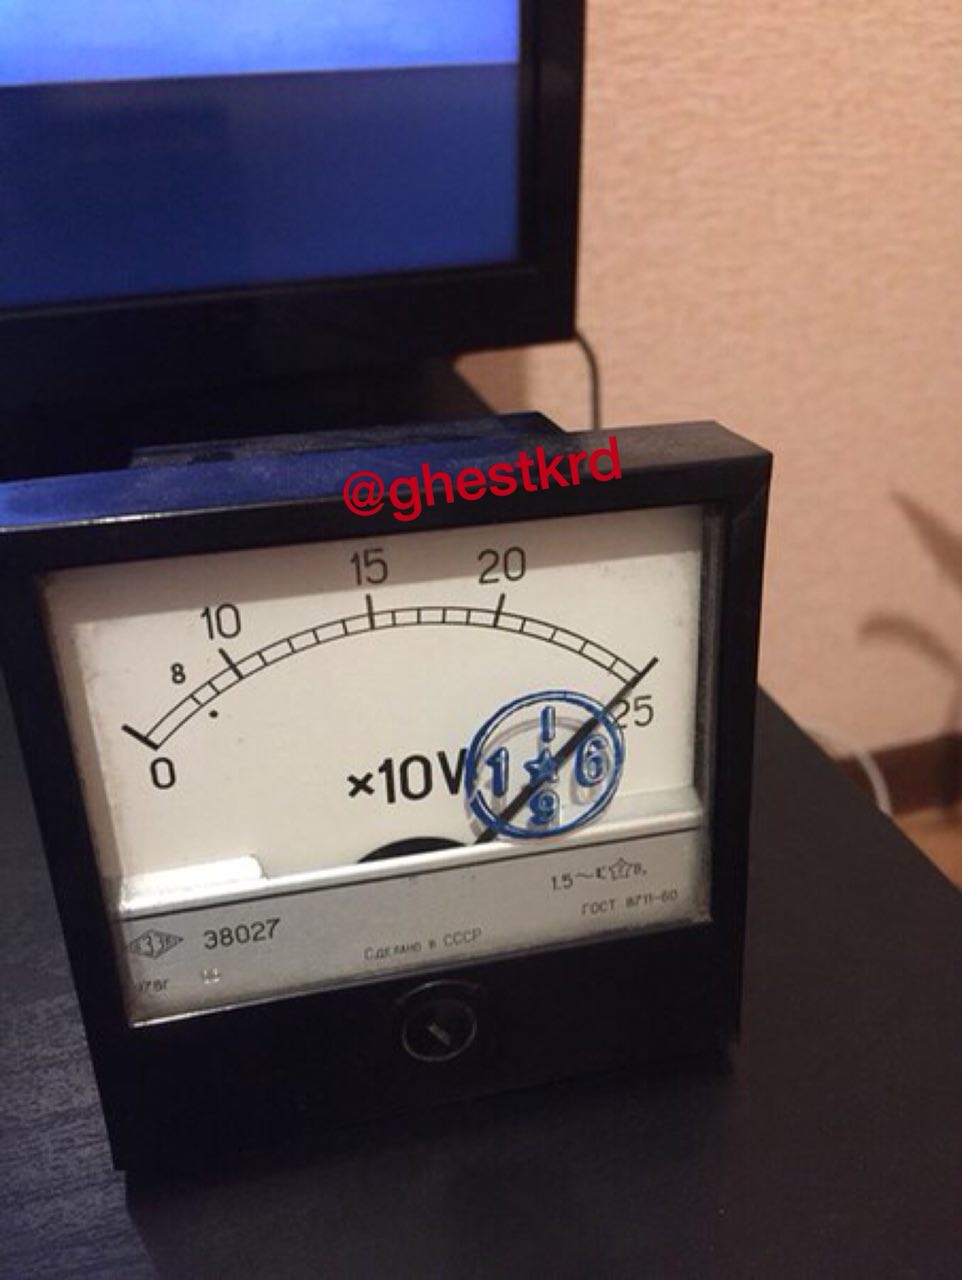 @ghestkrd
15
20
10
8
25
0
×10V
1
1 6
9
1.5
Э8027
ГОСТ 8711-60
Сделано в СССР